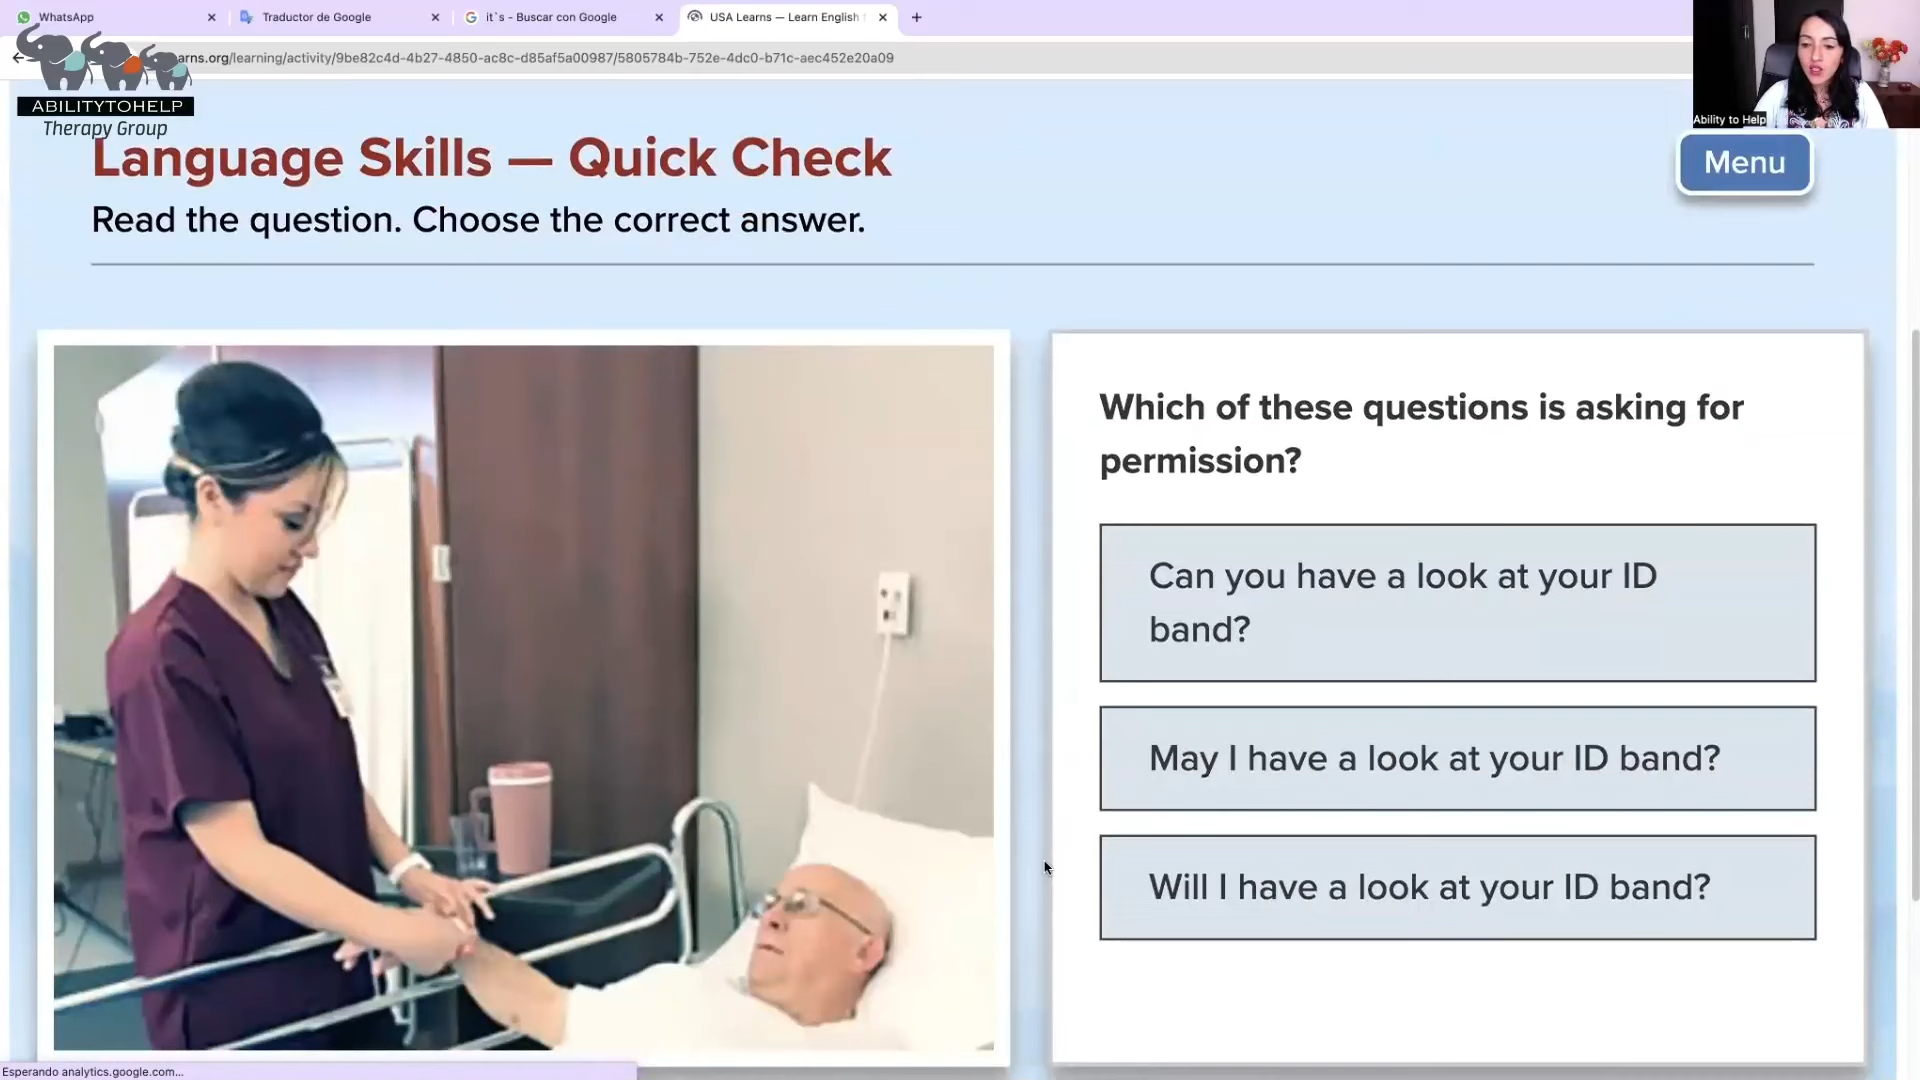 WhatsApp
Traductor de Google
it`s - Buscar con Google
USA Learns — Learn English
arns.org/learning/activity/9be82c4d-4b27-4850-ac8c-d85af5a00987/5805784b-752e-4dc0-b71c-aec452e20a09
ABILITYTOHELP
Therapy Group
Ability to Help
Language Skills — Quick Check
Menu
Read the question. Choose the correct answer.
Which of these questions is asking for
permission?
Can you have a look at your ID
band?
May I have a look at your ID band?
Will I have a look at your ID band?
Esperando analytics.google.com...